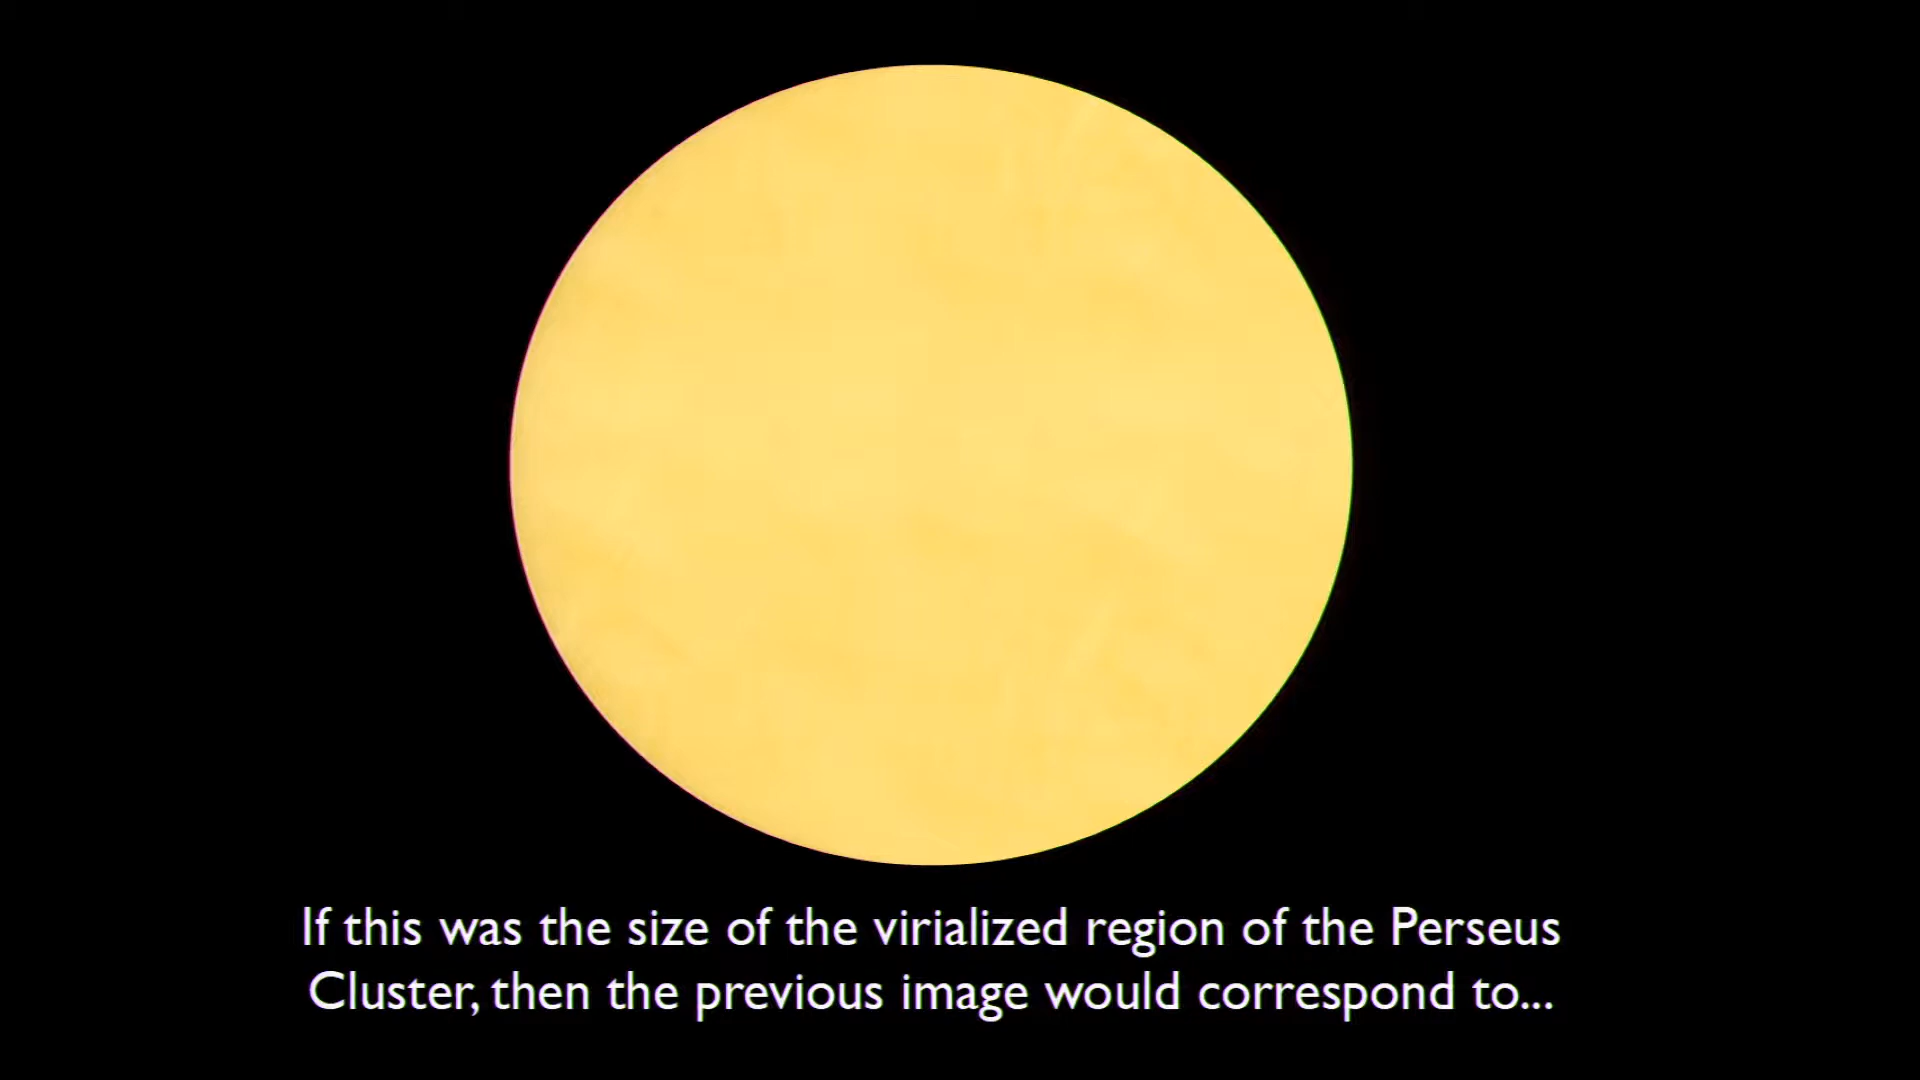 If this was the size of the virialized region of the Perseus
Cluster, then the previous image would correspond to...